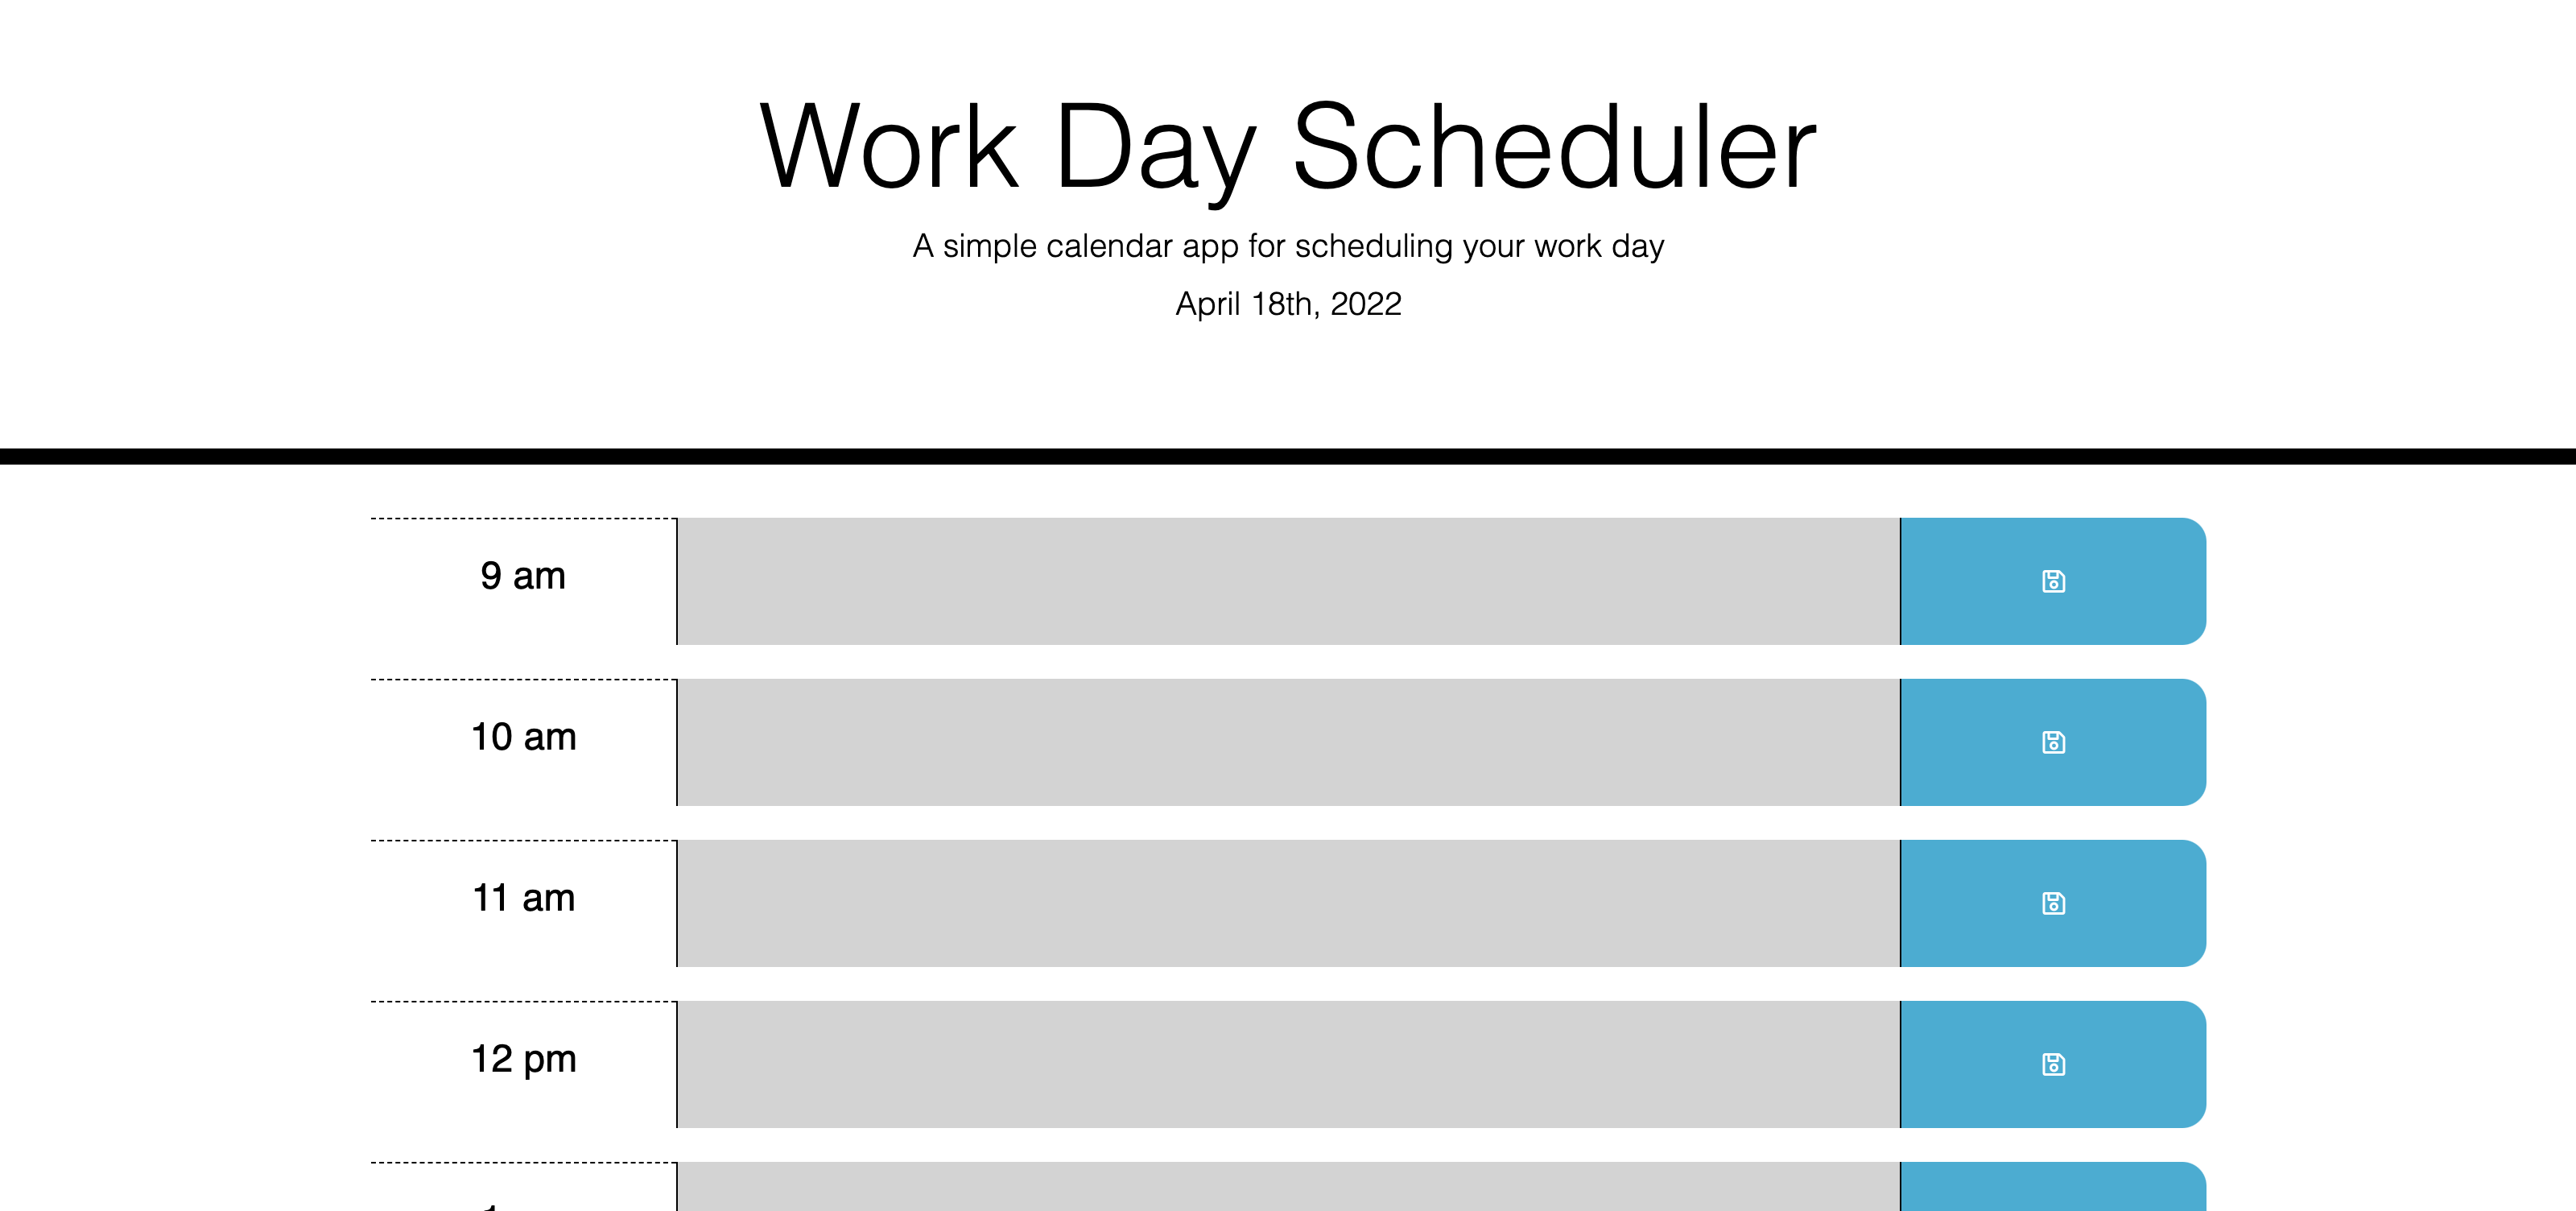 Work Day Scheduler
A simple calendar app for scheduling your work day
April 18th, 2022
9 am
10 am
11 am
12 pm